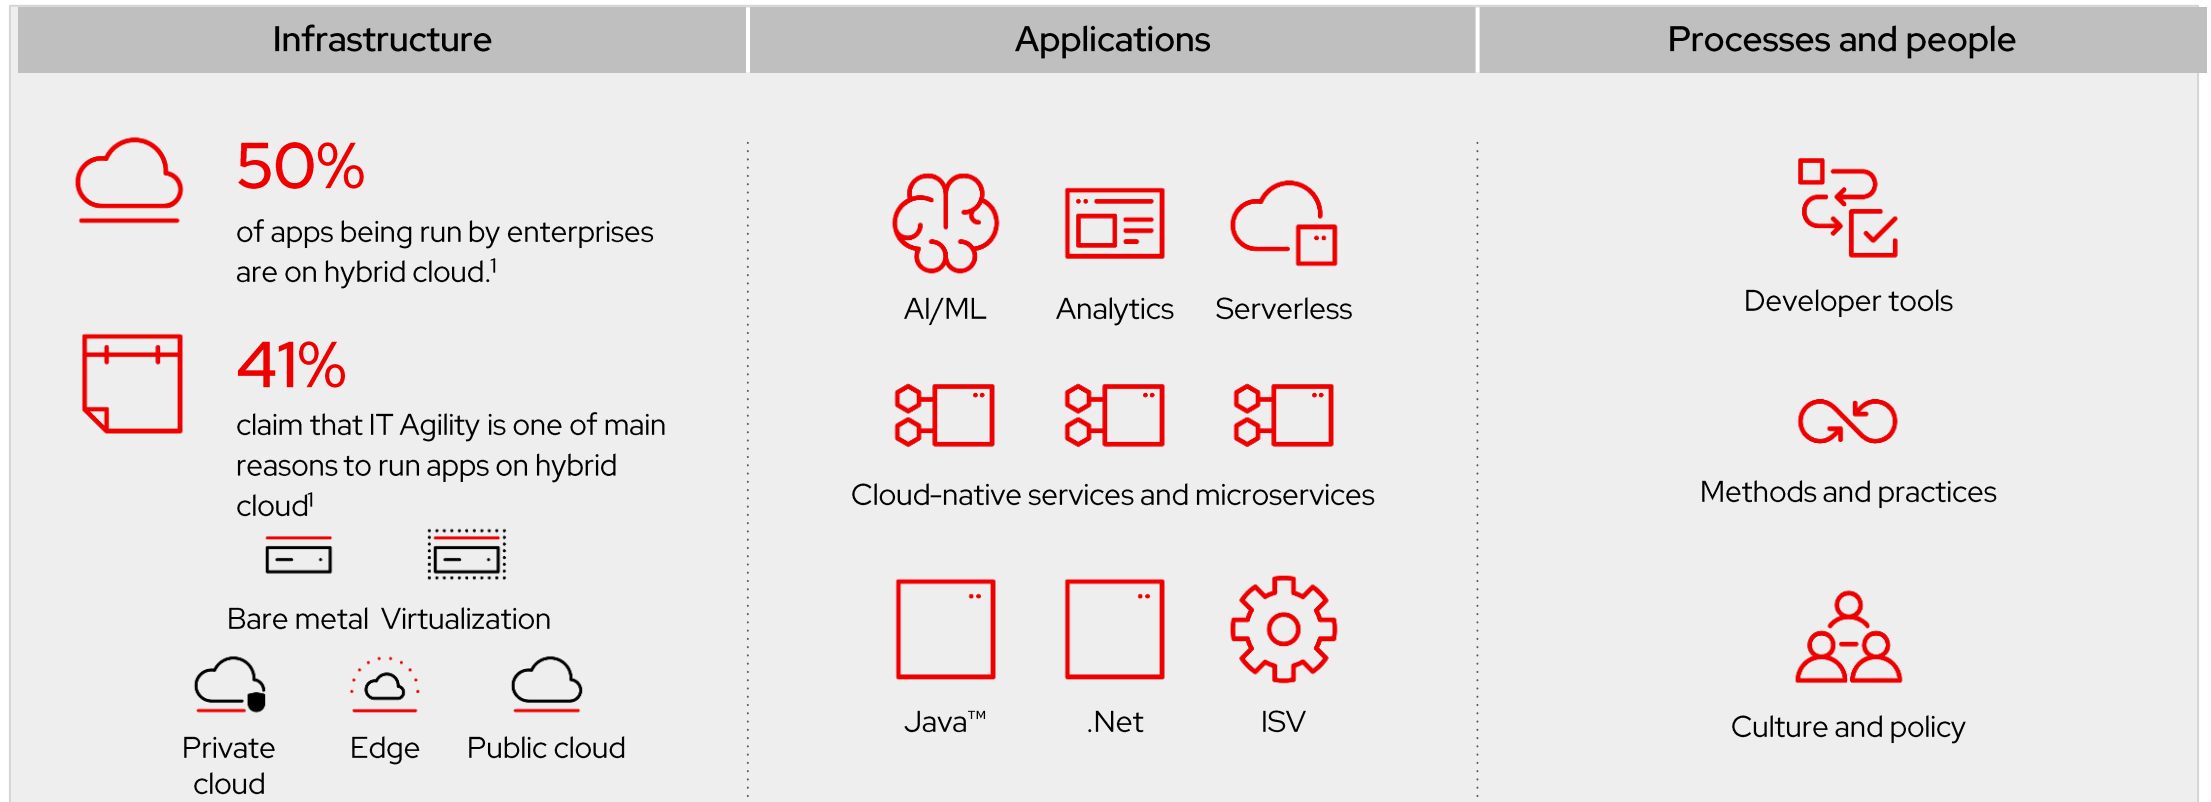 Infrastructure
50%
of apps being run by enterprises
are on hybrid cloud.¹
41%
claim that IT Agility is one of main
reasons to run apps on hybrid
cloud¹
Bare metal Virtualization
Private
cloud
Edge
Public cloud
Applications
AI/ML
Analytics
Serverless
Cloud-native services and microservices
Java™
.Net
ISV
Processes and people
Developer tools
Methods and practices
Culture and policy